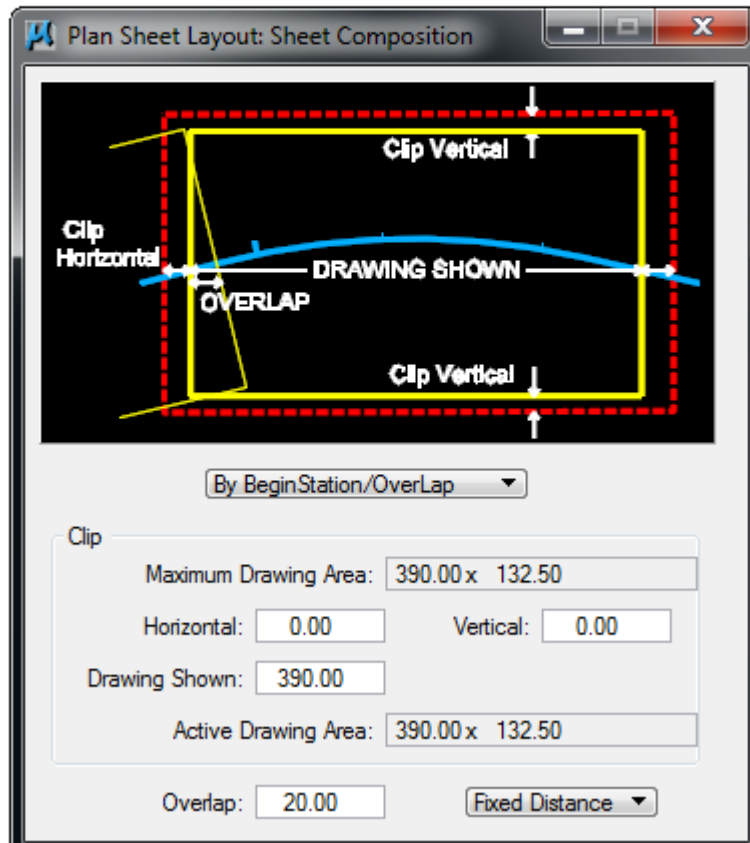 Plan Sheet Layout: Sheet Composition
Clip Vertical
Clip
Horizontal
DRAWING SHOWN
OVERLAP
Clip Vertical
By BeginStation/OverLap
Clip
Maximum Drawing Area: 390.00 x 132.50
Horizontal: 0.00 Vertical: 0.00
Drawing Shown: 390.00
Active Drawing Area: 390.00 x 132.50
Overlap: 20.00 Fixed Distance